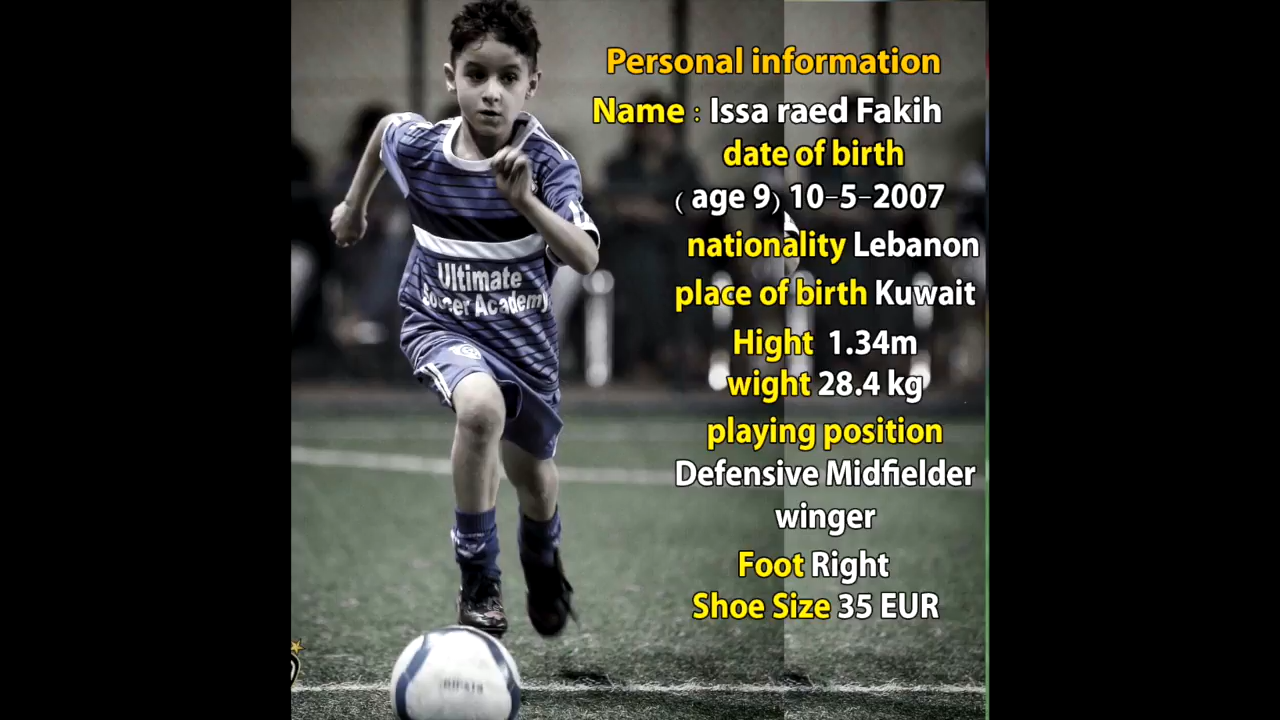 Personal information
Name : Issa raed Fakih
date of birth
( age 9) 10-5-2007
nationality Lebanon
place of birth Kuwait
Hight 1.34m
wight 28.4 kg
playing position
Defensive Midfielder
winger
Foot Right
Shoe Size 35 EUR
Ultimate
Soccer Academy